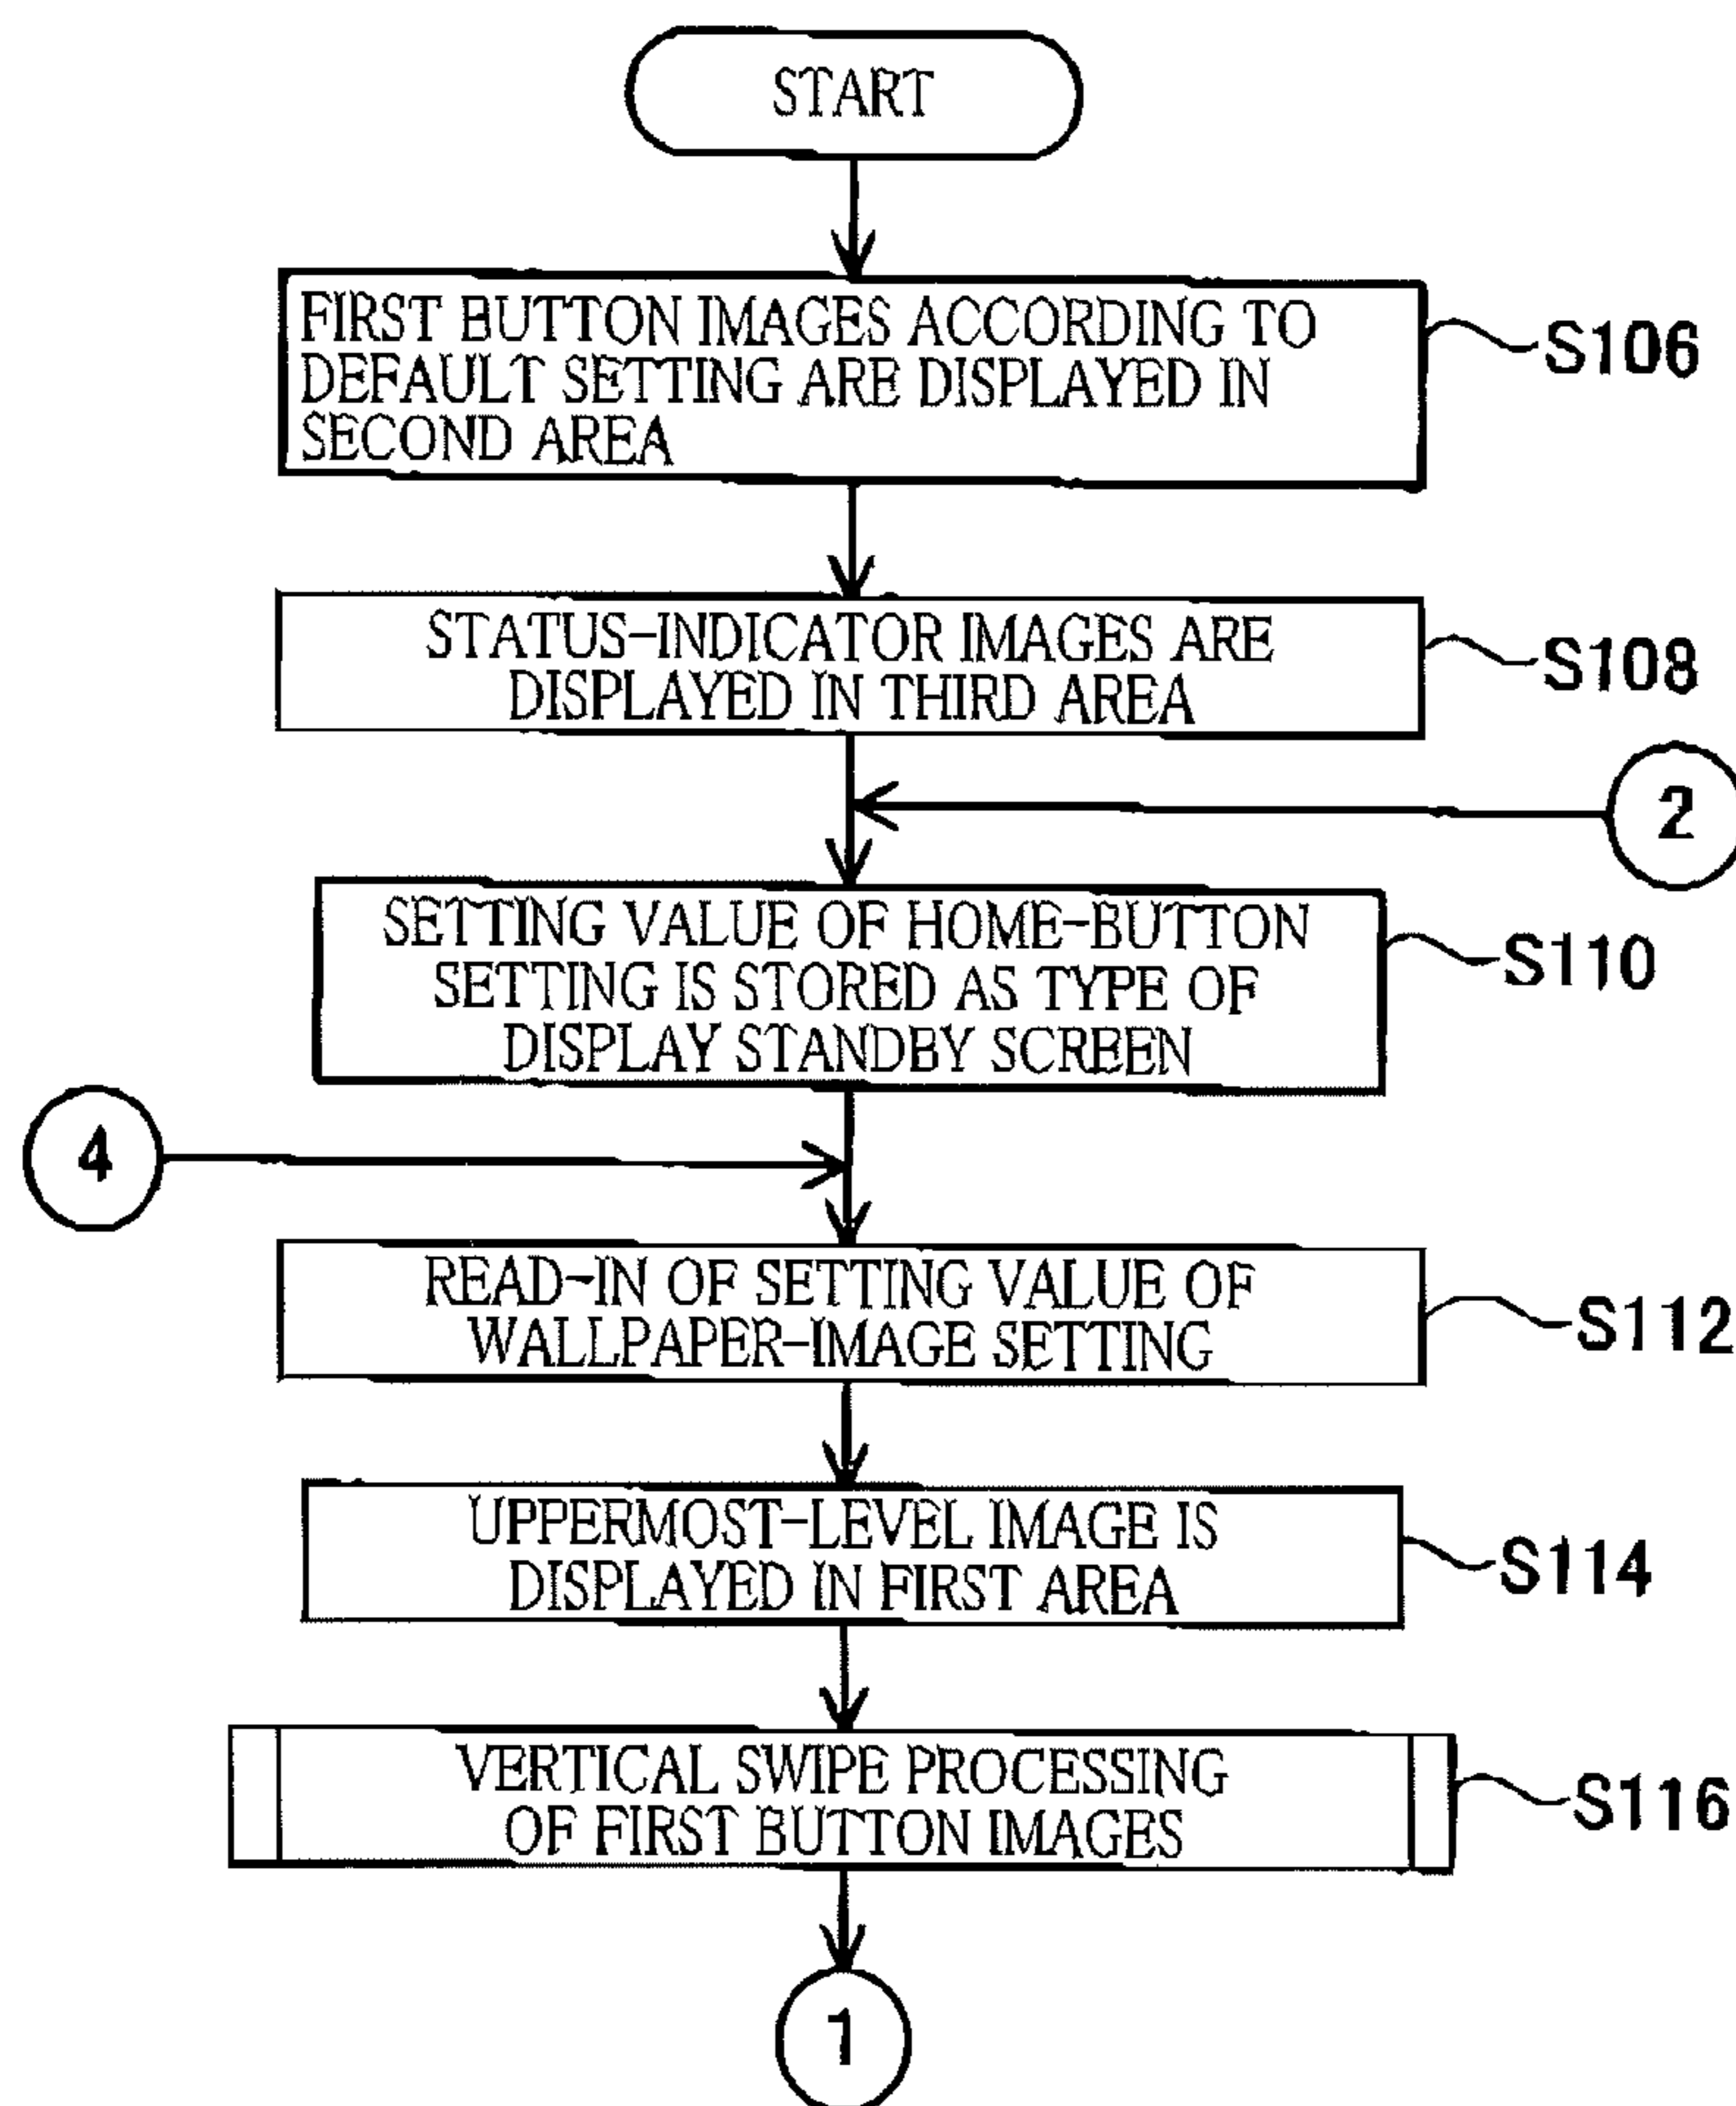 START
FIRST BUTTON IMAGES ACCORDING TO
DEFAULT SETTING ARE DISPLAYED IN
SECOND AREA
S106
STATUS-INDICATOR IMAGES ARE
DISPLAYED IN THIRD AREA
S108
2
SETTING VALUE OF HOME-BUTTON
SETTING IS STORED AS TYPE OF
DISPLAY STANDBY SCREEN
S110
4
READ-IN OF SETTING VALUE OF
WALLPAPER-IMAGE SETTING
S112
UPPERMOST-LEVEL IMAGE IS
DISPLAYED IN FIRST AREA
S114
VERTICAL SWIPE PROCESSING
OF FIRST BUTTON IMAGES
S116
1